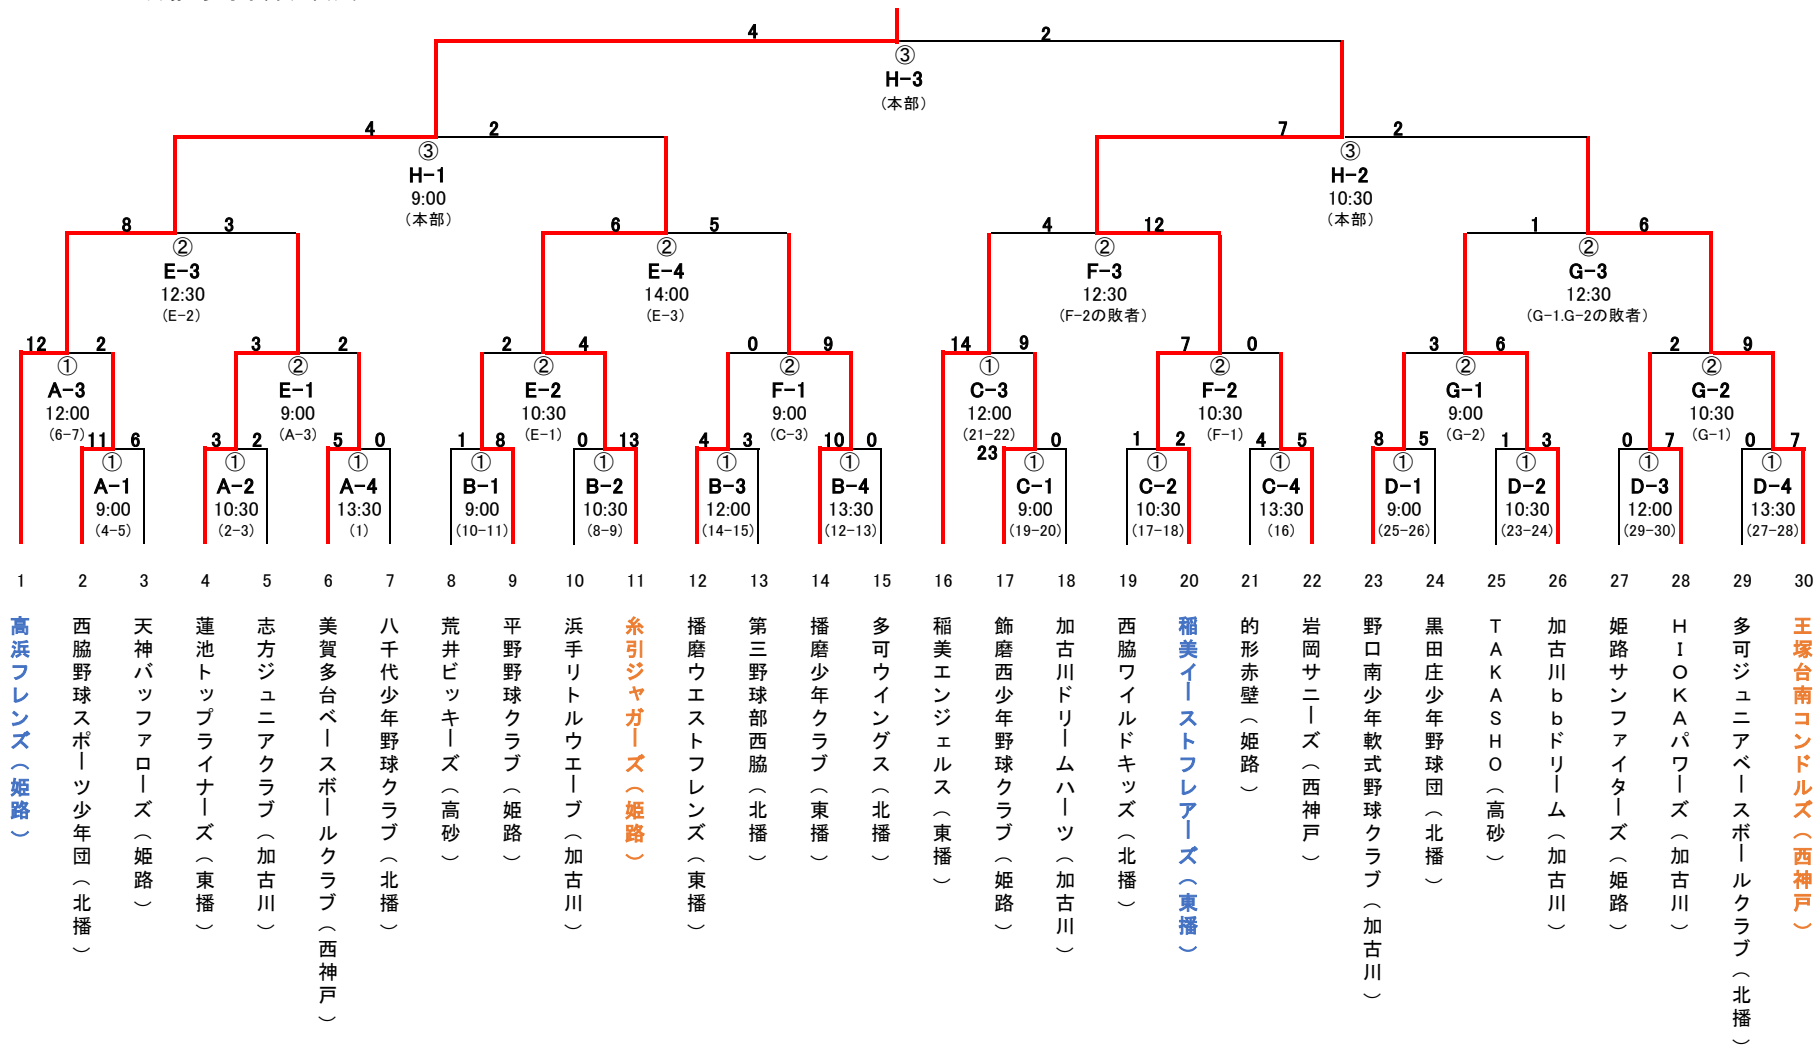 4 2
③
H-3
(本部)
4 2 7 2
③ ③
H-1 H-2
9:00 10:30
(本部) (本部)
8 3 6 5 4 12 1 6
② ② ② ②
E-3 E-4 F-3 G-3
12:30 14:00 12:30 12:30
(E-2) (E-3) (F-2の敗者) (G-1.G-2の敗者)
12 2 3 2 2 4 0 9 14 9 7 0 3 6 2 9
① ② ② ② ① ② ② ②
A-3 E-1 E-2 F-1 C-3 F-2 G-1 G-2
12:00 9:00 10:30 9:00 12:00 10:30 9:00 10:30
(6-7) (A-3) (E-1) (C-3) (21-22) (F-1) (G-2) (G-1)
11 6 3 2 5 0 1 8 0 13 4 3 10 0 23 0 1 2 4 5 8 5 1 3 0 7 0 7
① ① ① ① ① ① ① ① ① ① ① ① ① ①
A-1 A-2 A-4 B-1 B-2 B-3 B-4 C-1 C-2 C-4 D-1 D-2 D-3 D-4
9:00 10:30 13:30 9:00 10:30 12:00 13:30 9:00 10:30 13:30 9:00 10:30 12:00 13:30
(4-5) (2-3) (1) (10-11) (8-9) (14-15) (12-13) (19-20) (17-18) (16) (25-26) (23-24) (29-30) (27-28)
1 2 3 4 5 6 7 8 9 10 11 12 13 14 15 16 17 18 19 20 21 22 23 24 25 26 27 28 29 30
高浜フレンズ(姫路)
西脇野球スポーツ少年団(北播)
天神バッファローズ(姫路)
蓮池トップライナーズ(東播)
志方ジュニアクラブ(加古川)
美賀多台ベースボールクラブ(西神戸)
八千代少年野球クラブ(北播)
荒井ビッキーズ(高砂)
平野野球クラブ(姫路)
浜手リトルウエーブ(加古川)
糸引ジャガーズ(姫路)
播磨ウエストフレンズ(東播)
第三野球部西脇(北播)
播磨少年クラブ(東播)
多可ウイングス(北播)
稲美エンジェルス(東播)
飾磨西少年野球クラブ(姫路)
加古川ドリームハーツ(加古川)
西脇ワイルドキッズ(北播)
稲美イーストフレアーズ(東播)
的形赤壁(姫路)
岩岡サニーズ(西神戸)
野口南少年軟式野球クラブ(加古川)
黒田庄少年野球団(北播)
TAKASHO(高砂)
加古川bbドリーム(加古川)
姫路サンファイターズ(姫路)
HIOKAパワーズ(加古川)
多可ジュニアベースボールクラブ(北播)
王塚台南コンドルズ(西神戸)